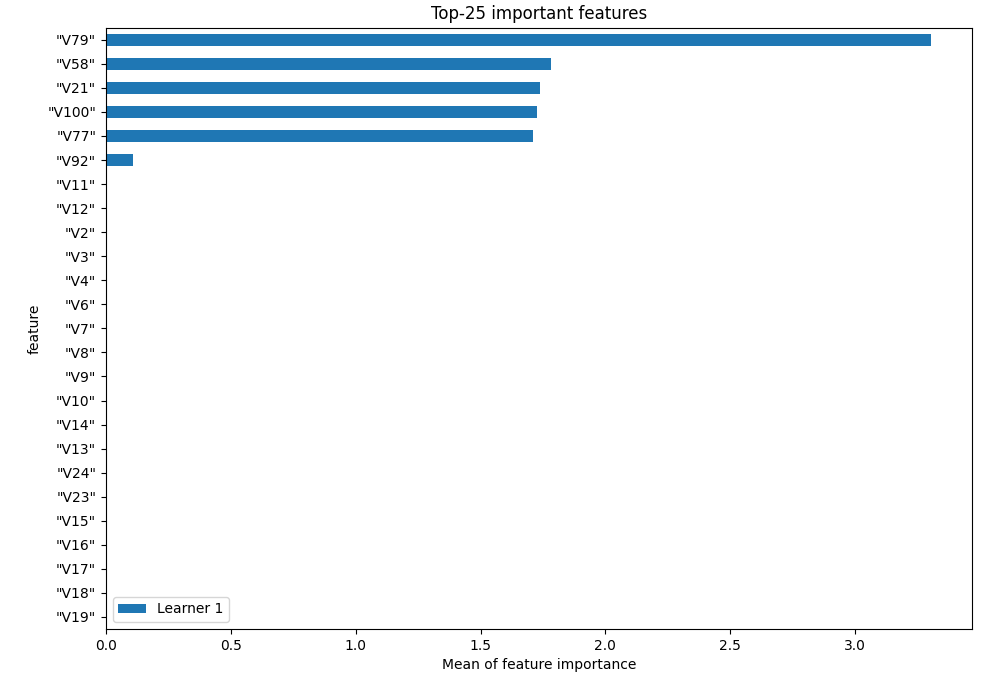 Top-25 important features
"V79"
"V58"
"V21"
"V100"
"V77"
"V92"
"V11"
"V12"
"V2"
"V3"
"V4"
"V6"
"V7"
"V8"
"V9"
"V10"
"V14"
"V13"
"V24"
"V23"
"V15"
"V16"
"V17"
"V18"
"V19"
feature
Learner 1
0.0 0.5 1.0 1.5 2.0 2.5 3.0
Mean of feature importance